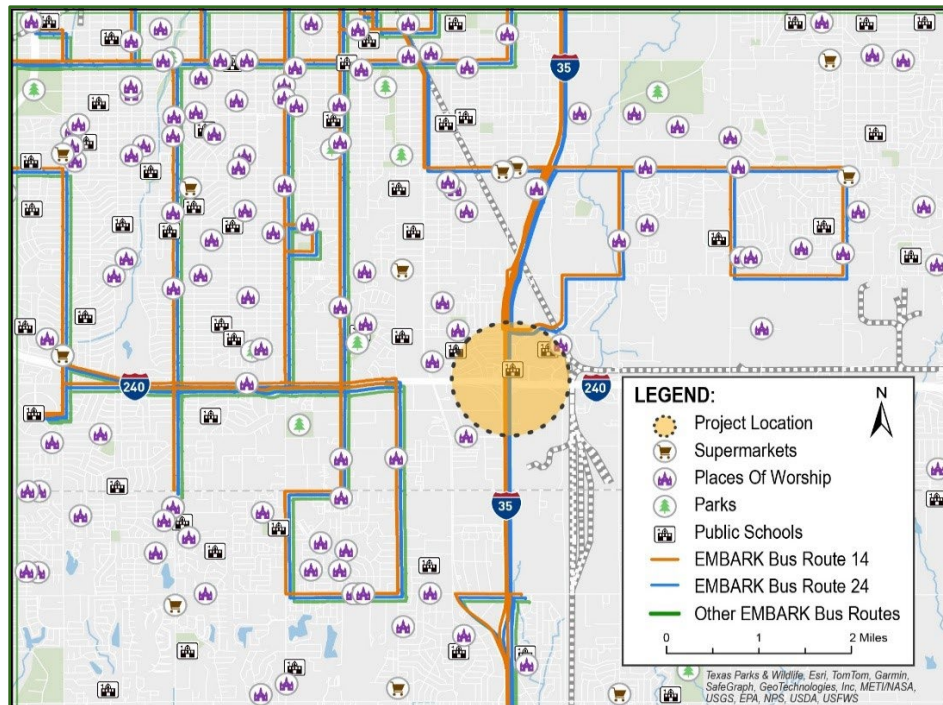 35
240
240
35
LEGEND:
N
Project Location
Supermarkets
Places Of Worship
Parks
Public Schools
EMBARK Bus Route 14
EMBARK Bus Route 24
Other EMBARK Bus Routes
0 1 2 Miles
Texas Parks & Wildlife, Esri, TomTom, Garmin,
SafeGraph, GeoTechnologies, Inc, METI/NASA,
USGS, EPA, NPS, USDA, USFWS